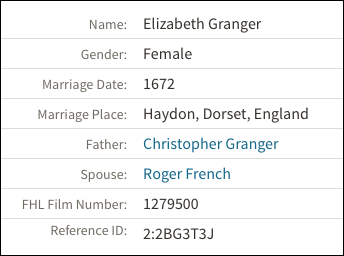 Name: Elizabeth Granger
Gender: Female
Marriage Date: 1672
Marriage Place: Haydon, Dorset, England
Father: Christopher Granger
Spouse: Roger French
FHL Film Number: 1279500
Reference ID: 2:2BG3T3J